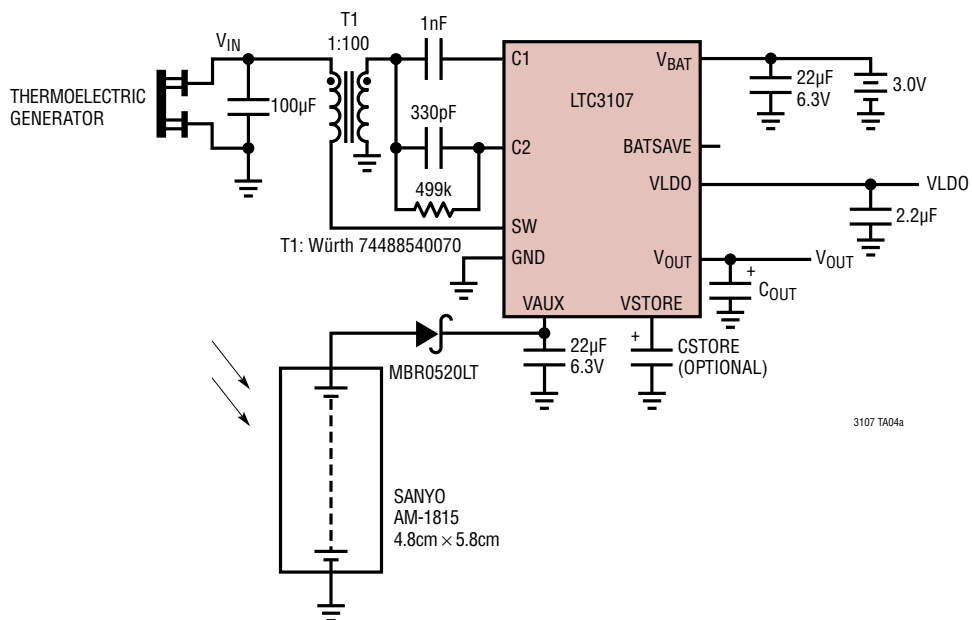 T1
1:100
1nF
VIN
THERMOELECTRIC
GENERATOR
100µF
330pF
499k
T1: Würth 74488540070
C1
C2
SW
GND
VAUX
VSTORE
LTC3107
VBAT
BATSAVE
VLDO
VOUT
22µF
6.3V
3.0V
VLDO
2.2µF
VOUT
+
COUT
MBR0520LT
22µF
6.3V
+
CSTORE
(OPTIONAL)
3107 TA04a
SANYO
AM-1815
4.8cm × 5.8cm